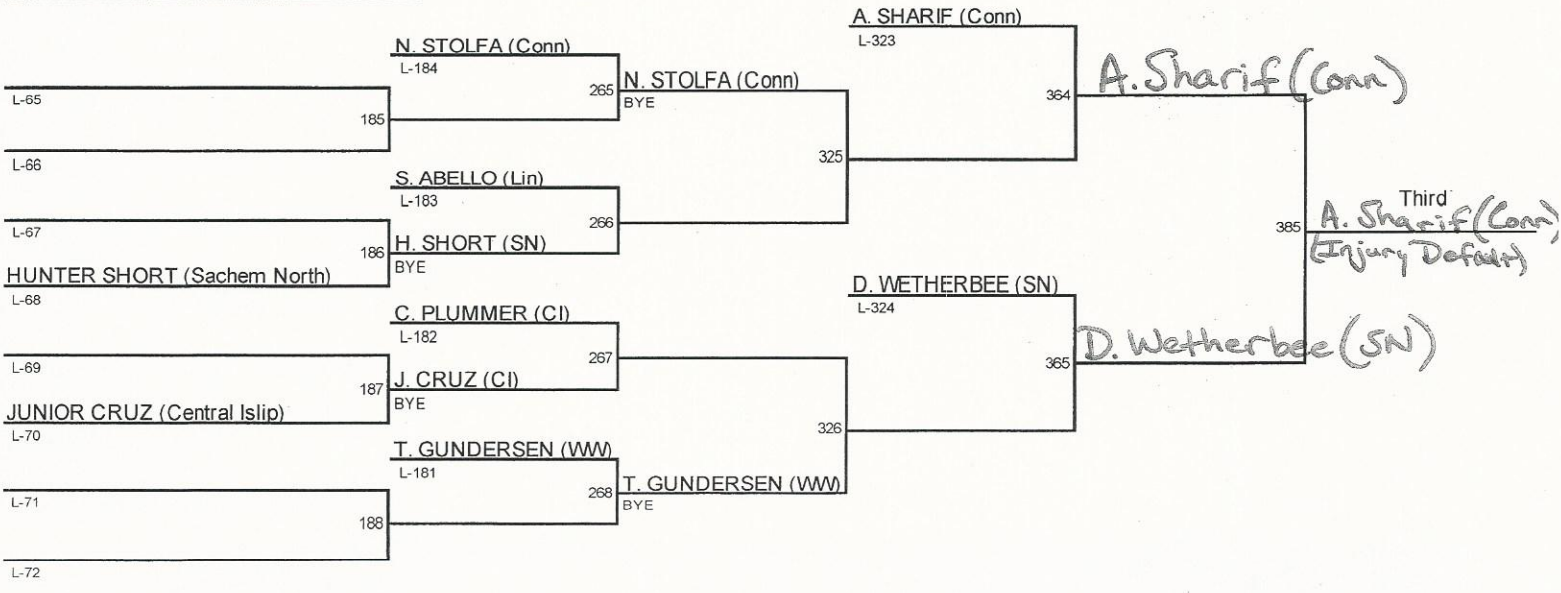 L-65
185
L-66
L-67
186
HUNTER SHORT (Sachem North)
L-68
L-69
187
JUNIOR CRUZ (Central Islip)
L-70
L-71
188
L-72
N. STOLFA (Conn)
L-184
265
S. ABELLO (Lin)
L-183
266
H. SHORT (SN)
BYE
C. PLUMMER (CI)
L-182
267
J. CRUZ (CI)
BYE
T. GUNDERSEN (WW)
L-181
268
N. STOLFA (Conn)
BYE
325
326
T. GUNDERSEN (WW)
BYE
A. SHARIF (Conn)
L-323
364
D. WETHERBEE (SN)
L-324
365
A. Sharif (Conn)
D. Wetherbee (SN)
385
Third
A. Sharif (Conn)
(Injury Default)